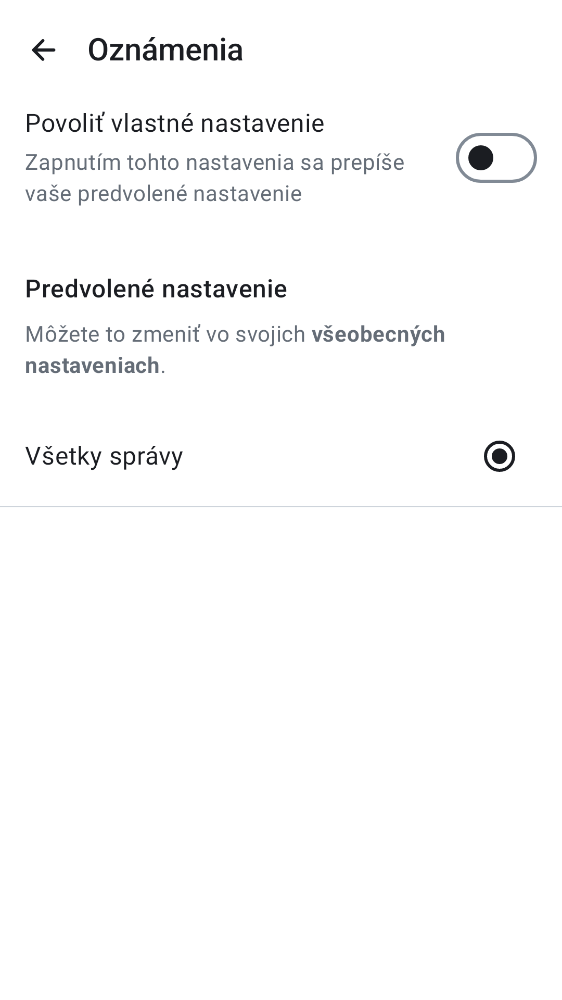 Oznámenia
Povoliť vlastné nastavenie
Zapnutím tohto nastavenia sa prepíše
vaše predvolené nastavenie
Predvolené nastavenie
Môžete to zmeniť vo svojich všeobecných
nastaveniach.
Všetky správy